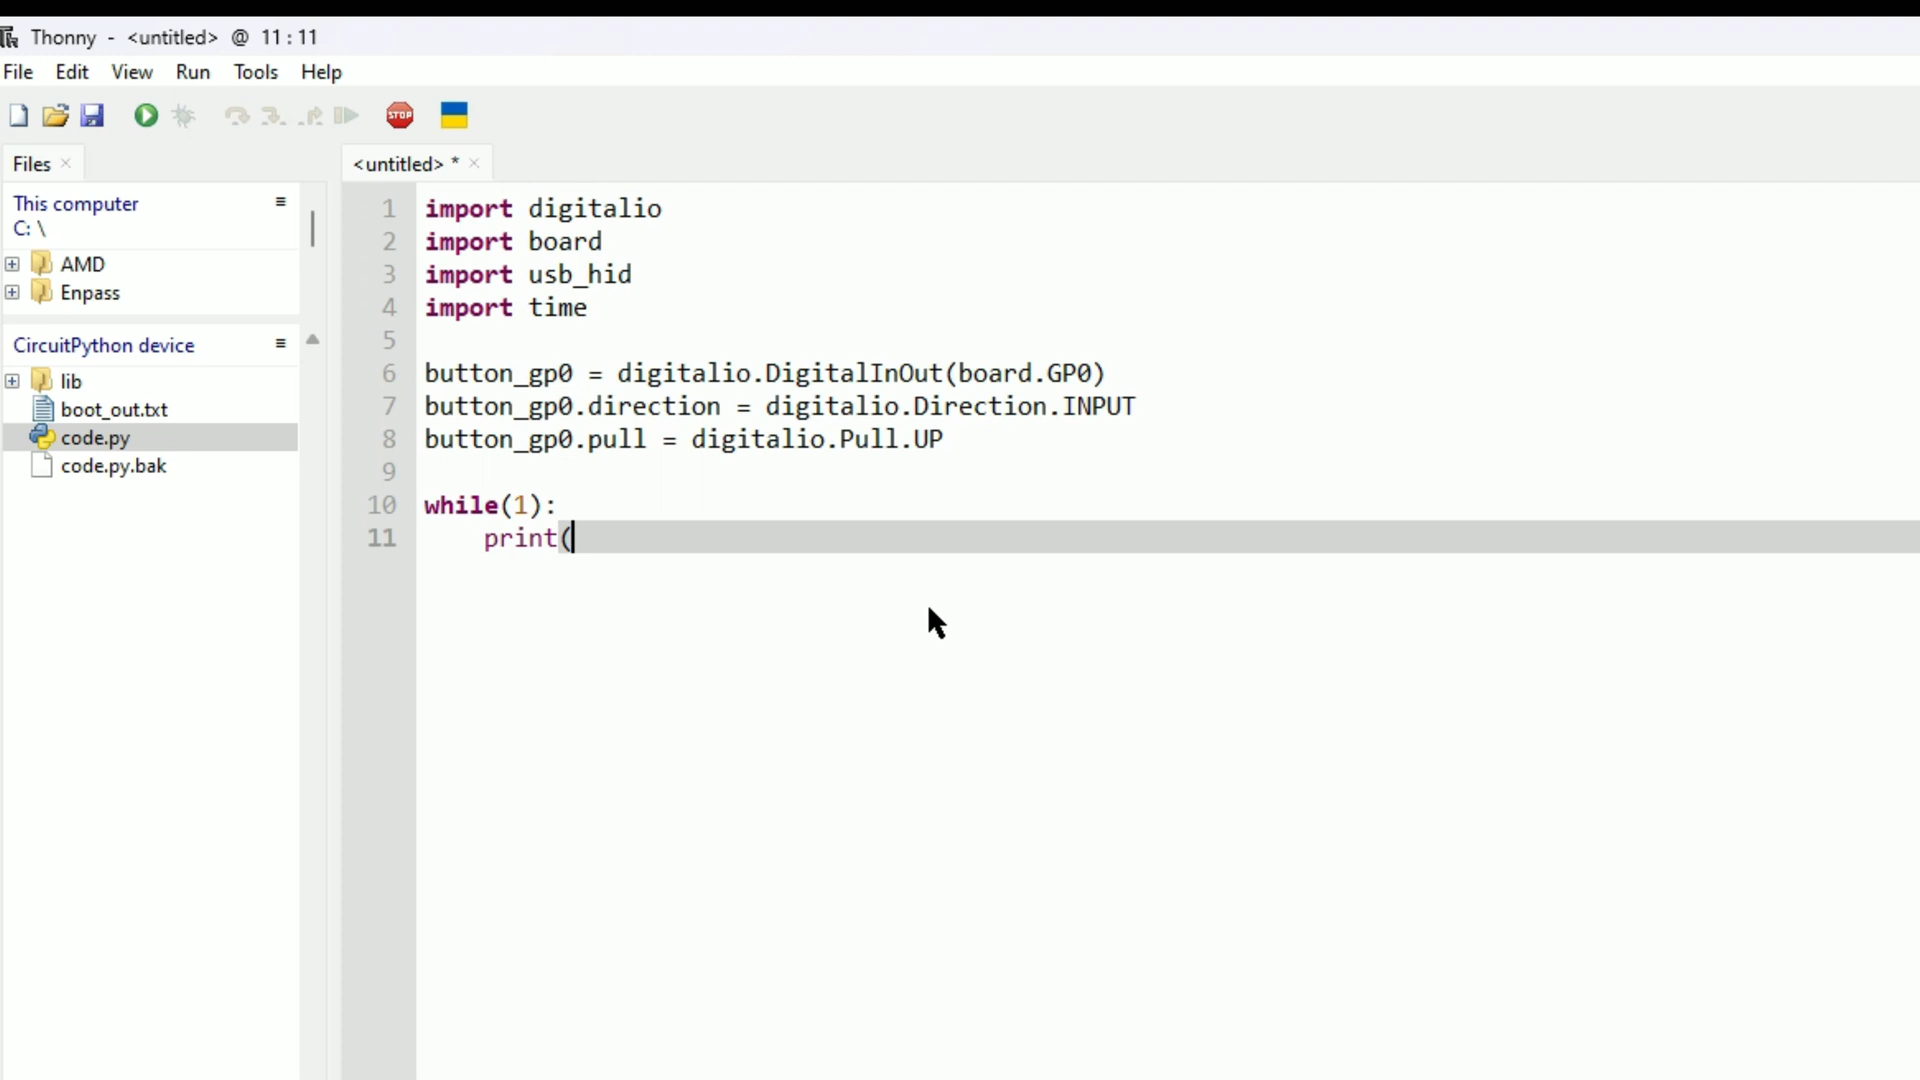 Thonny - <untitled> @ 11 : 11
File Edit View Run Tools Help
STOP
Files
<untitled> *
This computer
C: \
AMD
Enpass
CircuitPython device
lib
boot_out.txt
code.py
code.py.bak
1 import digitalio
2 import board
3 import usb_hid
4 import time
5
6 button_gp0 = digitalio.DigitalInOut(board.GP0)
7 button_gp0.direction = digitalio.Direction.INPUT
8 button_gp0.pull = digitalio.Pull.UP
9
10 while(1):
11     print(